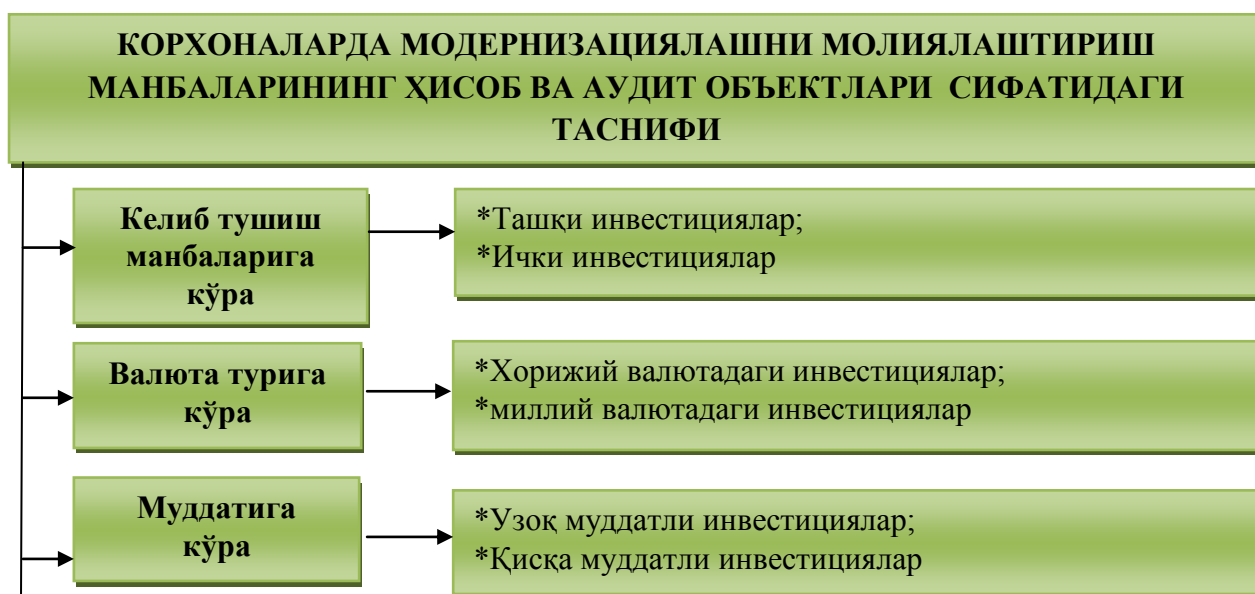 КОРХОНАЛАРДА МОДЕРНИЗАЦИЯЛАШНИ МОЛИЯЛАШТИРИШ
МАНБАЛАРИНИНГ ҲИСОБ ВА АУДИТ ОБЪЕКТЛАРИ СИФАТИДАГИ
ТАСНИФИ
Келиб тушиш
манбаларига
кўра
*Ташқи инвестициялар;
*Ички инвестициялар
Валюта турига
кўра
*Хорижий валютадаги инвестициялар;
*миллий валютадаги инвестициялар
Муддатига
кўра
*Узоқ муддатли инвестициялар;
*Қисқа муддатли инвестициялар